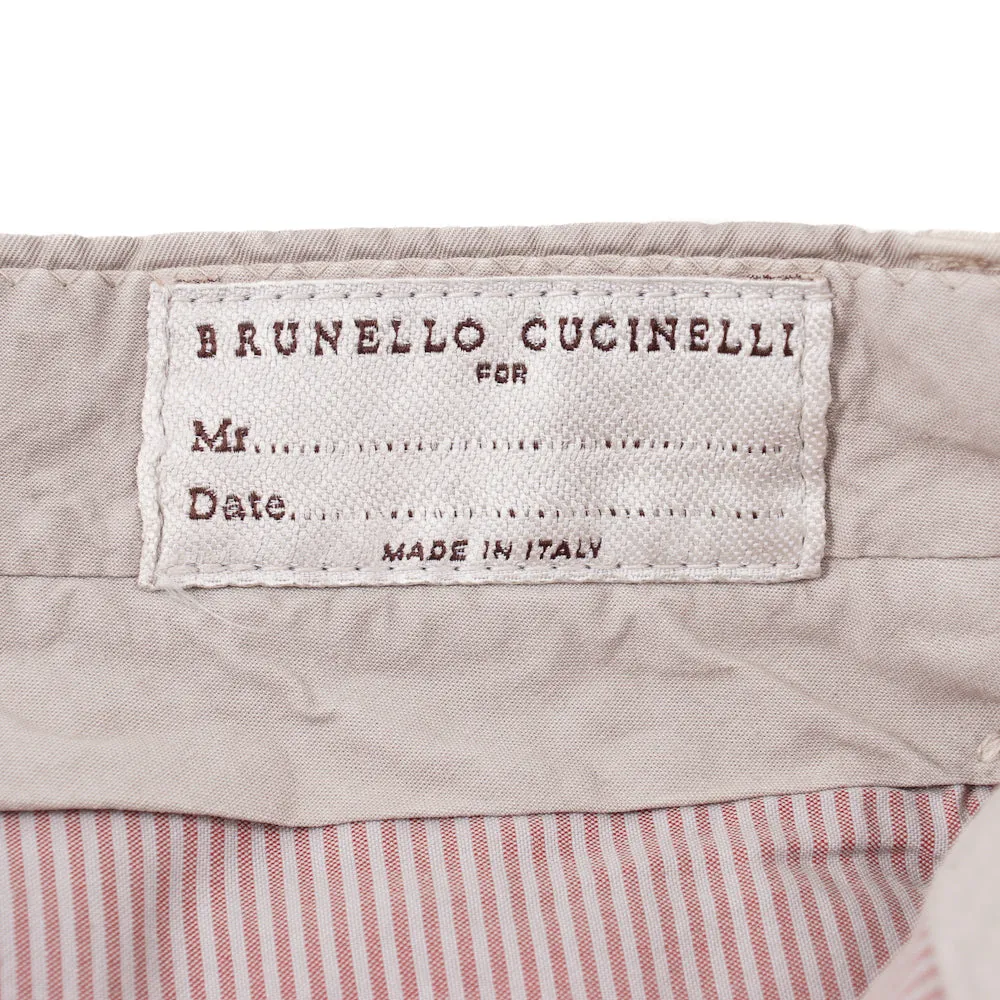 BRUNELLO CUCINELLI
FOR
Mr..................................................
Date...............................................
MADE IN ITALY